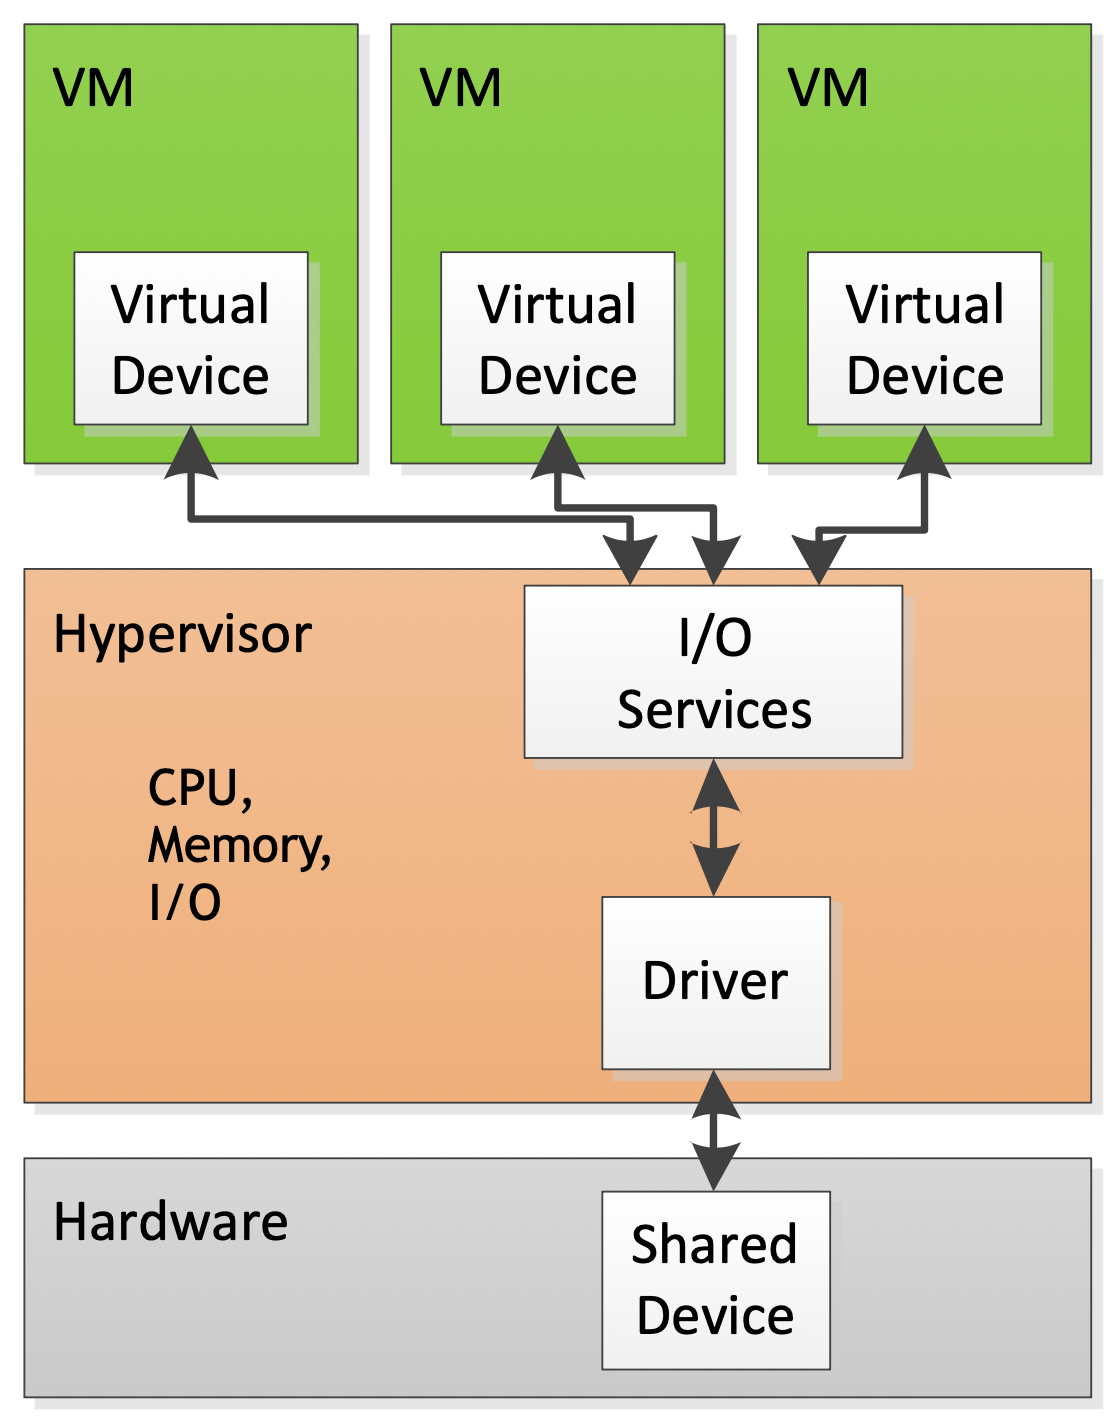 VM
Virtual
Device
VM
Virtual
Device
VM
Virtual
Device
Hypervisor
I/O
Services
CPU,
Memory,
I/O
Driver
Hardware
Shared
Device